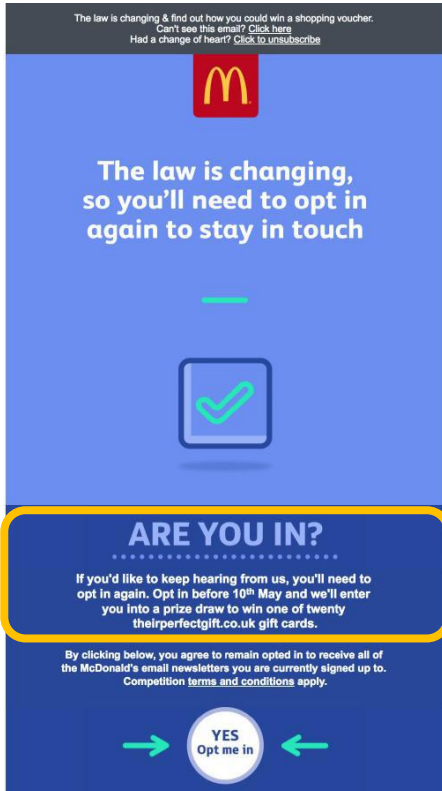 The law is changing & find out how you could win a shopping voucher.
Can't see this email? Click here
Had a change of heart? Click to unsubscribe
The law is changing,
so you'll need to opt in
again to stay in touch
ARE YOU IN?
If you'd like to keep hearing from us, you'll need to
opt in again. Opt in before 10th May and we'll enter
you into a prize draw to win one of twenty
theirperfectgift.co.uk gift cards.
By clicking below, you agree to remain opted in to receive all of
the McDonald's email newsletters you are currently signed up to.
Competition terms and conditions apply.
YES
Opt me in